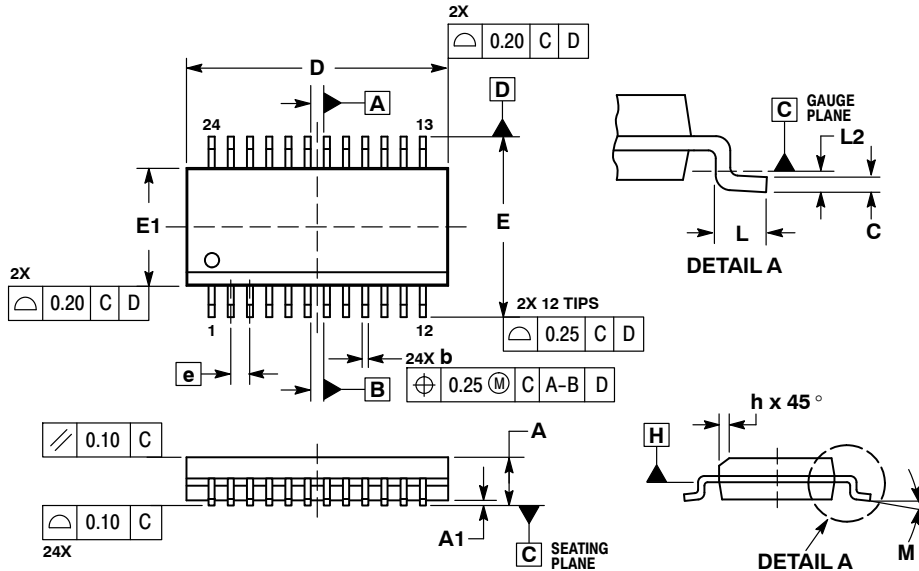 2X
⌓ 0.20 C D
D
A
D
24
13
C GAUGE PLANE
L2
E1
E
C
L
DETAIL A
2X
⌓ 0.20 C D
1
12
2X 12 TIPS
⌓ 0.25 C D
e
24X b
B
⌖ 0.25 Ⓜ C A-B D
h x 45°
H
⫽ 0.10 C
A
⌓ 0.10 C
24X
A1
C SEATING PLANE
M
DETAIL A